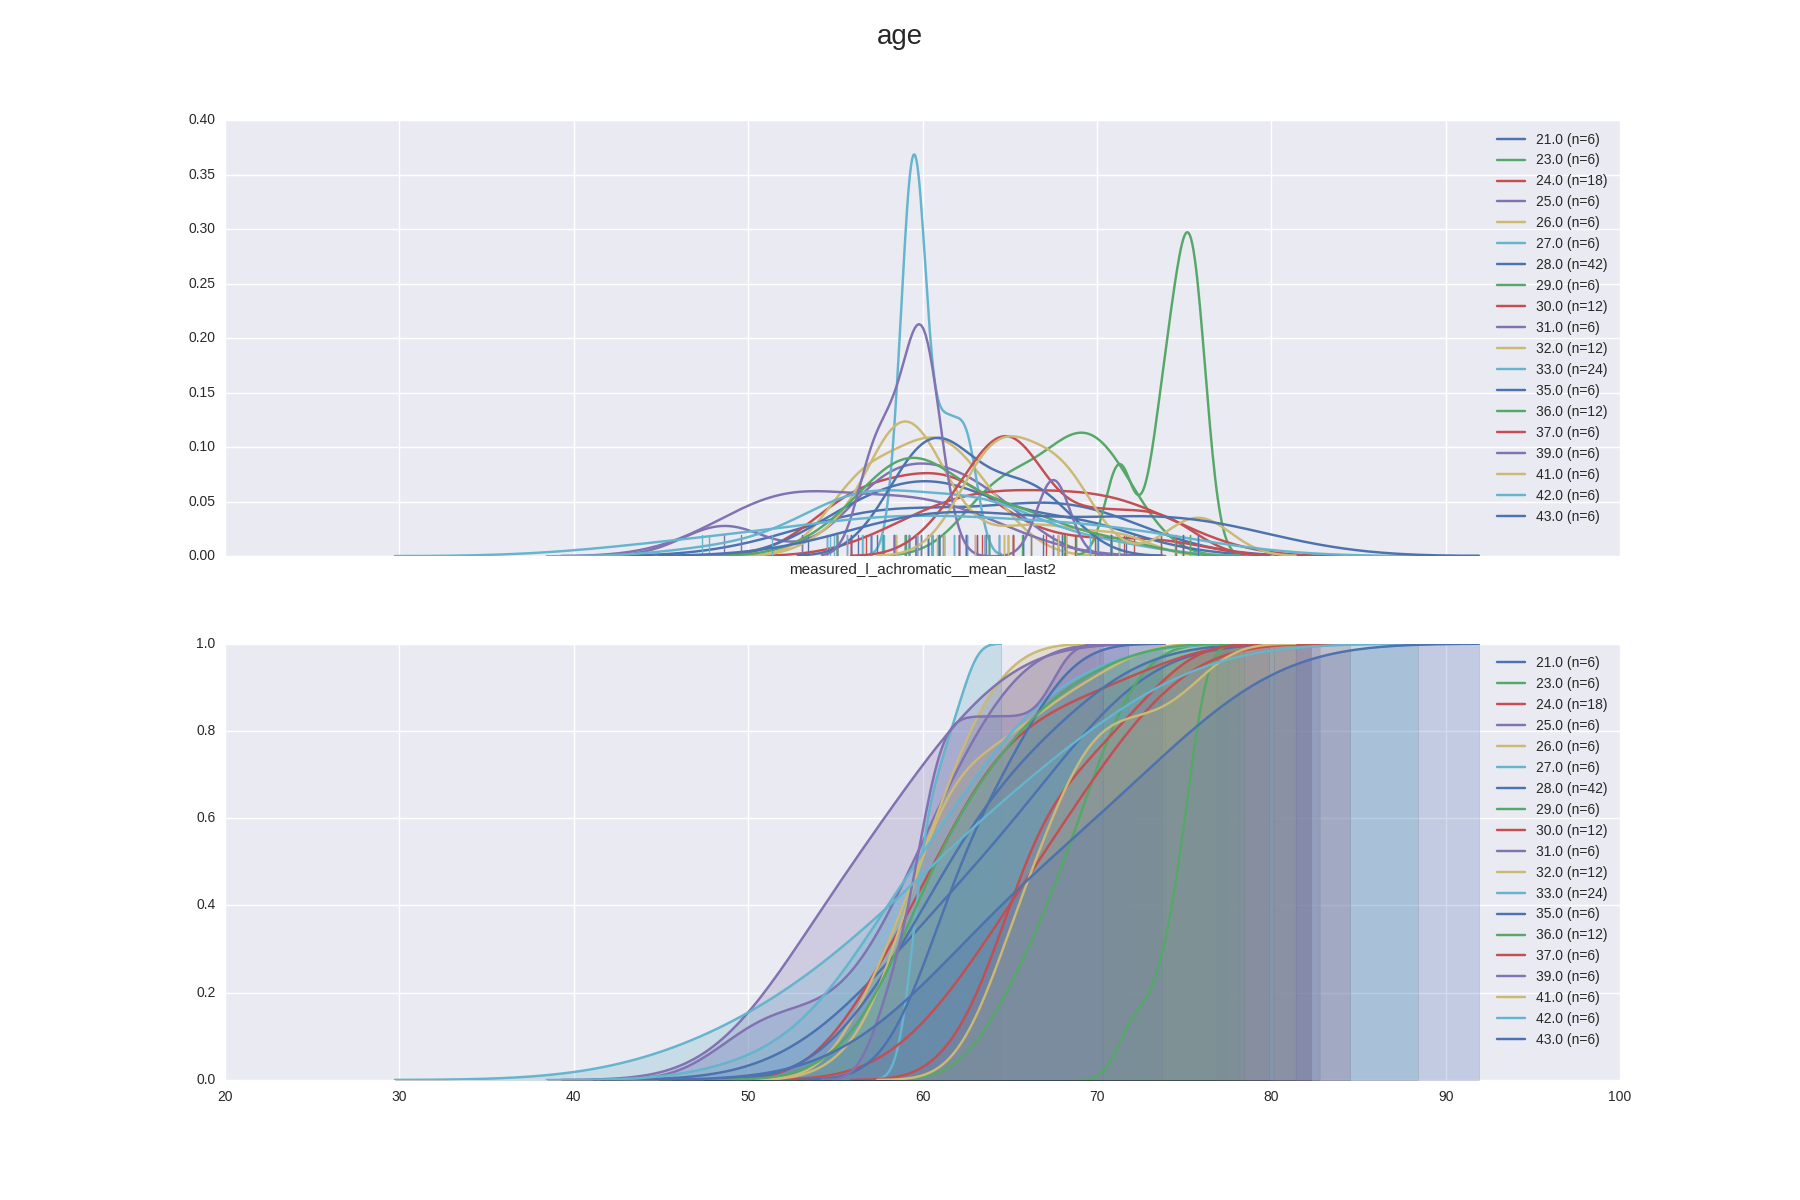 age
0.40
0.35
0.30
0.25
0.20
0.15
0.10
0.05
0.00
21.0 (n=6)
23.0 (n=6)
24.0 (n=18)
25.0 (n=6)
26.0 (n=6)
27.0 (n=6)
28.0 (n=42)
29.0 (n=6)
30.0 (n=12)
31.0 (n=6)
32.0 (n=12)
33.0 (n=24)
35.0 (n=6)
36.0 (n=12)
37.0 (n=6)
39.0 (n=6)
41.0 (n=6)
42.0 (n=6)
43.0 (n=6)
measured_l_achromatic__mean__last2
1.0
0.8
0.6
0.4
0.2
0.0
21.0 (n=6)
23.0 (n=6)
24.0 (n=18)
25.0 (n=6)
26.0 (n=6)
27.0 (n=6)
28.0 (n=42)
29.0 (n=6)
30.0 (n=12)
31.0 (n=6)
32.0 (n=12)
33.0 (n=24)
35.0 (n=6)
36.0 (n=12)
37.0 (n=6)
39.0 (n=6)
41.0 (n=6)
42.0 (n=6)
43.0 (n=6)
20 30 40 50 60 70 80 90 100